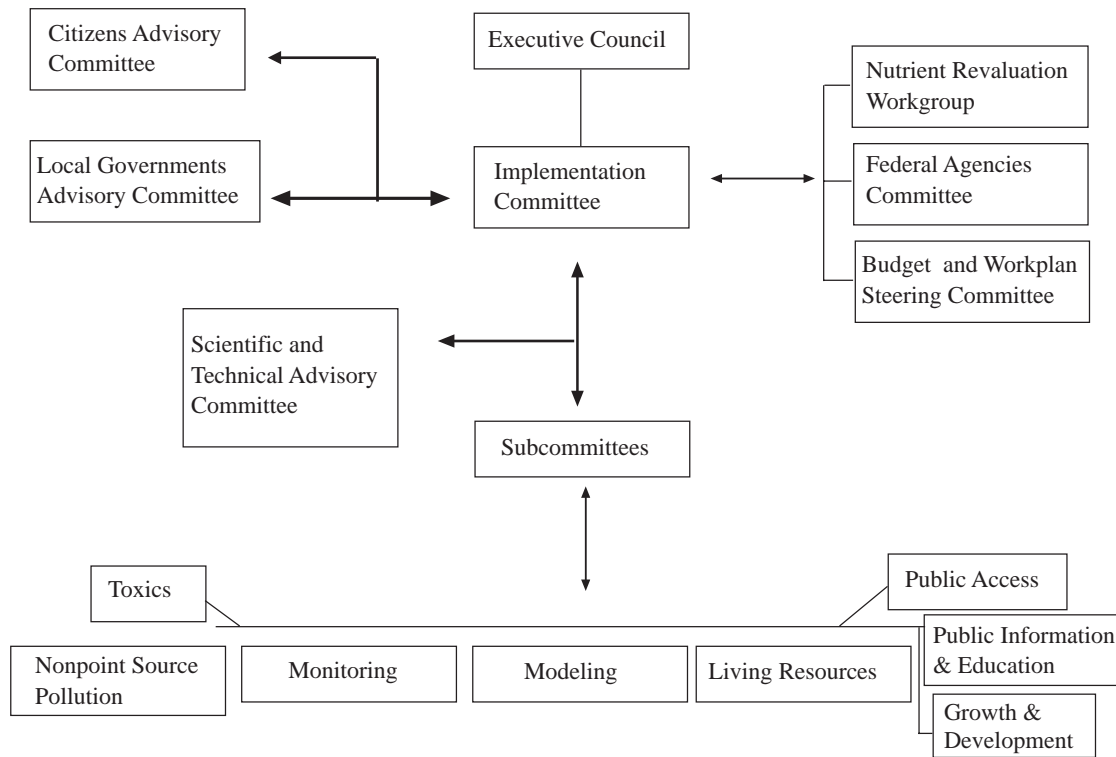 Citizens Advisory
Committee
Executive Council
Nutrient Revaluation
Workgroup
Local Governments
Advisory Committee
Implementation
Committee
Federal Agencies
Committee
Budget and Workplan
Steering Committee
Scientific and
Technical Advisory
Committee
Subcommittees
Toxics
Public Access
Nonpoint Source
Pollution
Monitoring
Modeling
Living Resources
Public Information
& Education
Growth &
Development